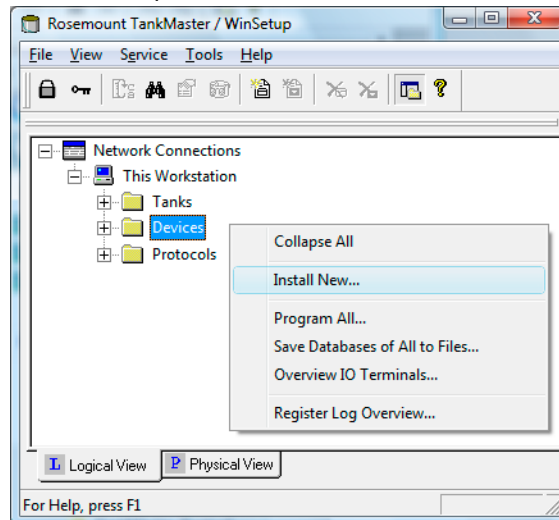 Rosemount TankMaster / WinSetup
File View Service Tools Help
Network Connections
This Workstation
Tanks
Devices
Protocols
Collapse All
Install New...
Program All...
Save Databases of All to Files...
Overview IO Terminals...
Register Log Overview...
L Logical View P Physical View
For Help, press F1